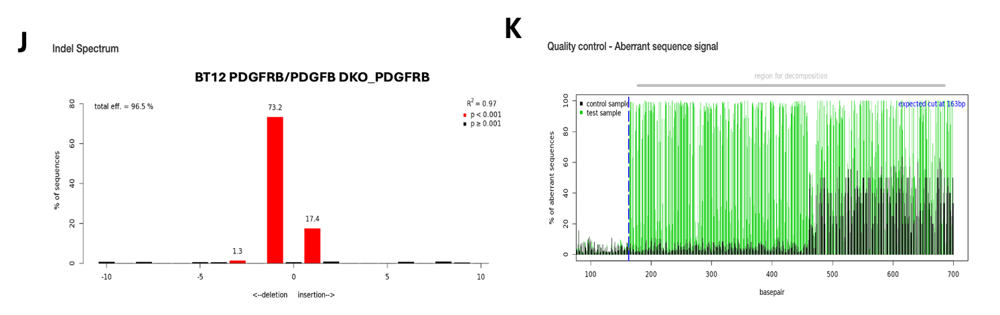 J
Indel Spectrum
BT12 PDGFRB/PDGFB DKO_PDGFRB
total eff. = 96.5 %
R² = 0.97
p < 0.001
p ≥ 0.001
73.2
17.4
1.3
% of sequences
0
20
40
60
80
-10
-5
0
5
10
<--deletion insertion-->
K
Quality control - Aberrant sequence signal
region for decomposition
control sample
test sample
expected cut at 163bp
% of aberrant sequences
0
20
40
60
80
100
100
200
300
400
500
600
700
basepair